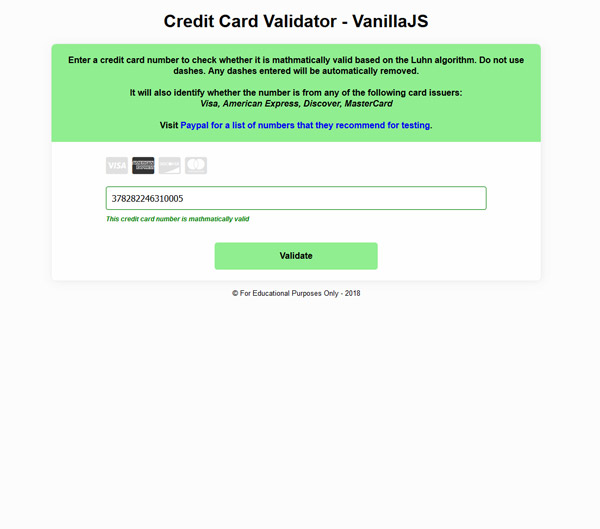 Credit Card Validator - VanillaJS
Enter a credit card number to check whether it is mathmatically valid based on the Luhn algorithm. Do not use
dashes. Any dashes entered will be automatically removed.
It will also identify whether the number is from any of the following card issuers:
Visa, American Express, Discover, MasterCard
Visit Paypal for a list of numbers that they recommend for testing.
VISA AMERICAN EXPRESS
378282246310005
This credit card number is mathmatically valid
Validate
© For Educational Purposes Only - 2018